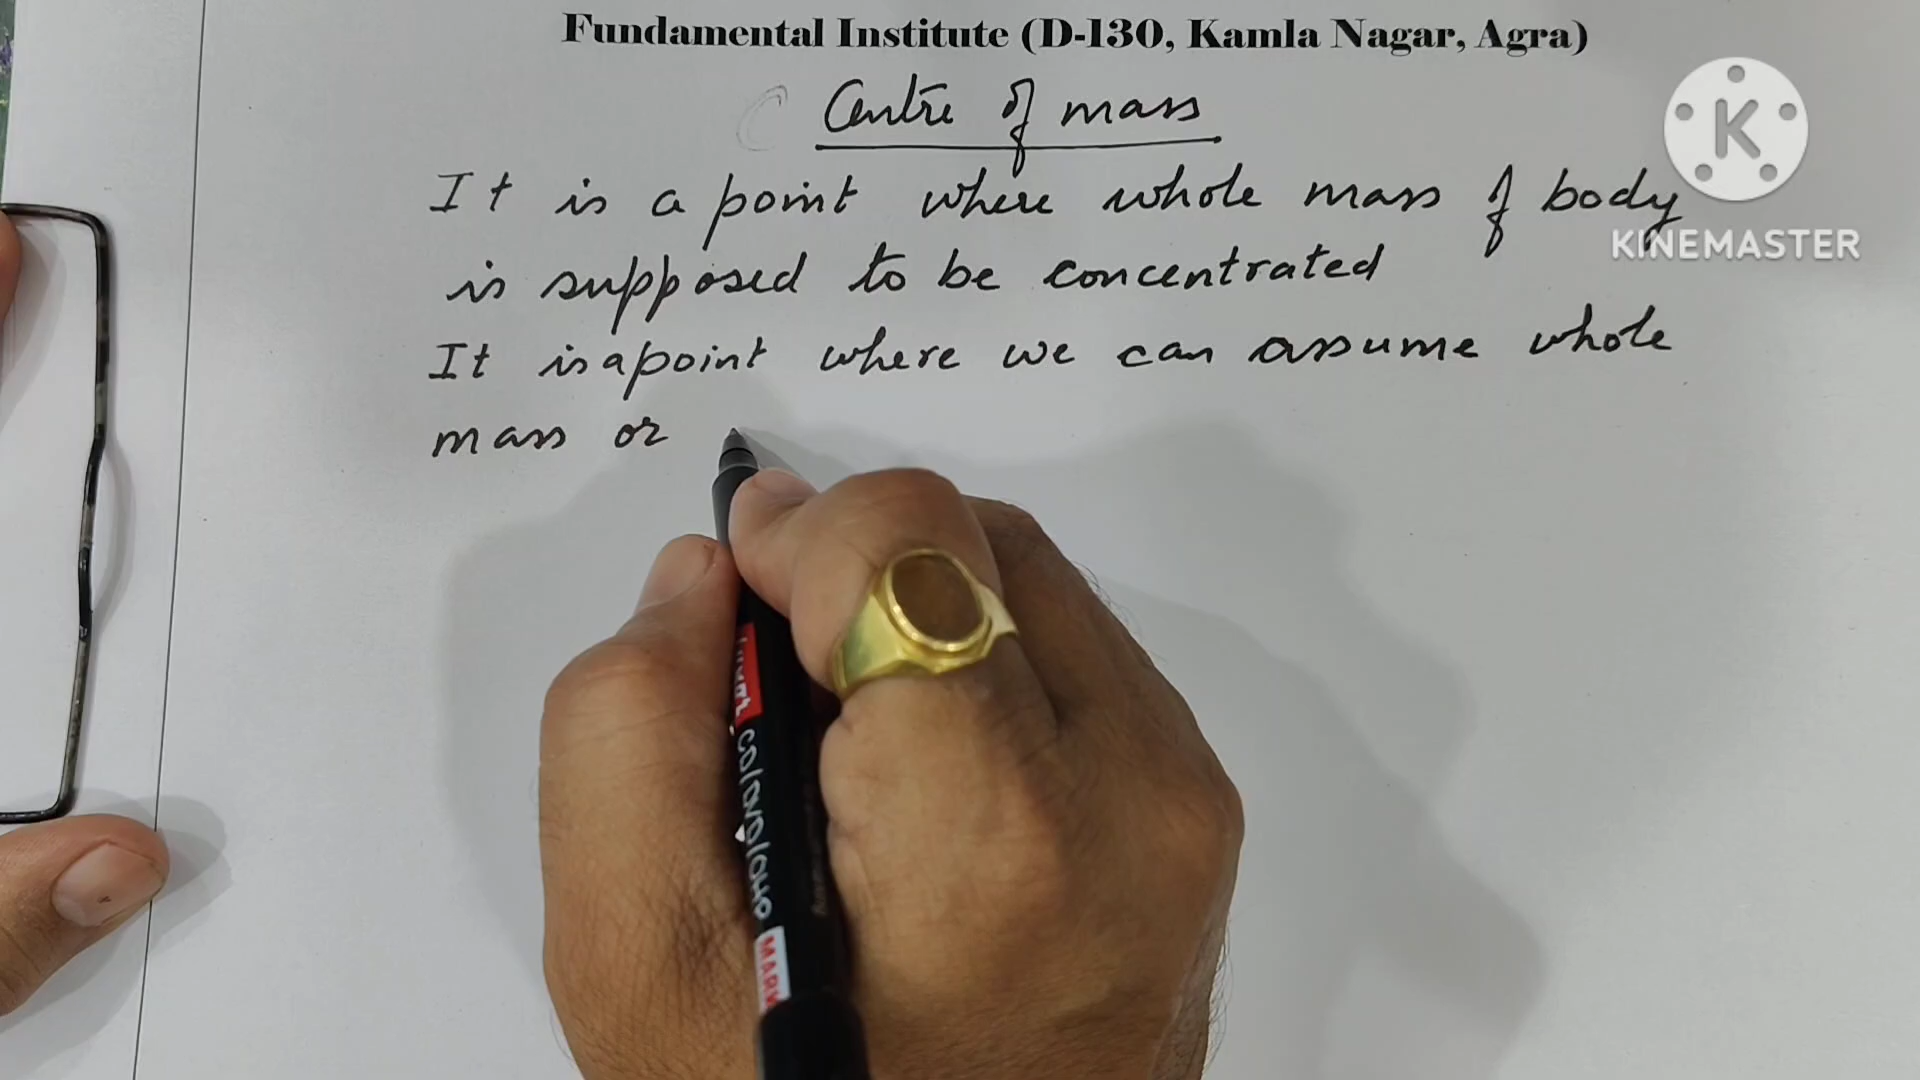 Fundamental Institute (D-130, Kamla Nagar, Agra)
Centre of mass
It is a point where whole mass of body
is supposed to be concentrated
It is a point where we can assume whole
mass or
K
KINEMASTER